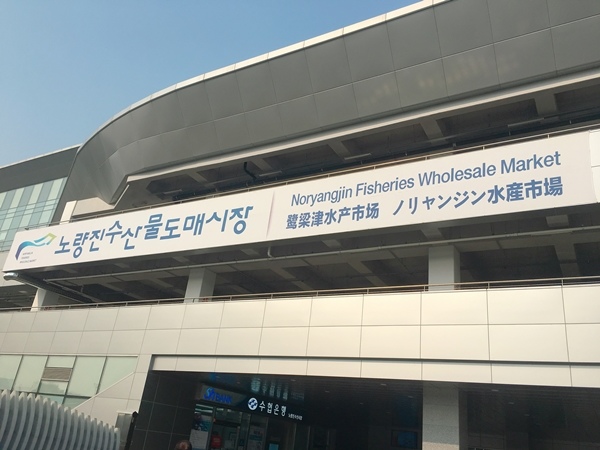 노량진수산물도매시장
Noryangjin Fisheries Wholesale Market
鹭梁津水产市场 ノリャンジン水産市場
수협은행